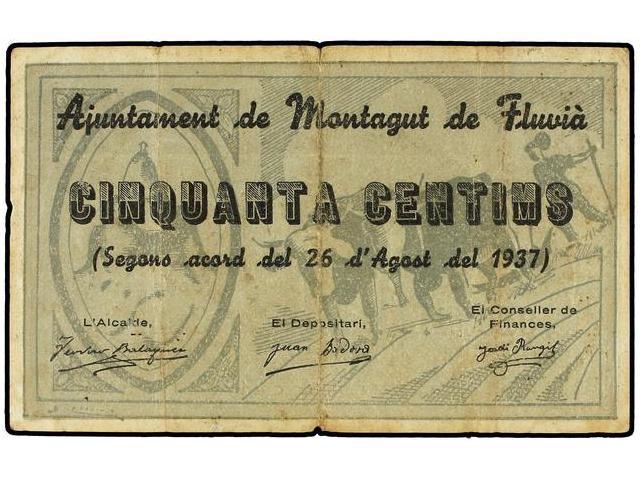 Ajuntament de Montagut de Fluvià
CINQUANTA CENTIMS
(Segons acord del 26 d'Agost del 1937)
L'Alcalde,
El Depositari,
El Conseller de
Finances,
Juan